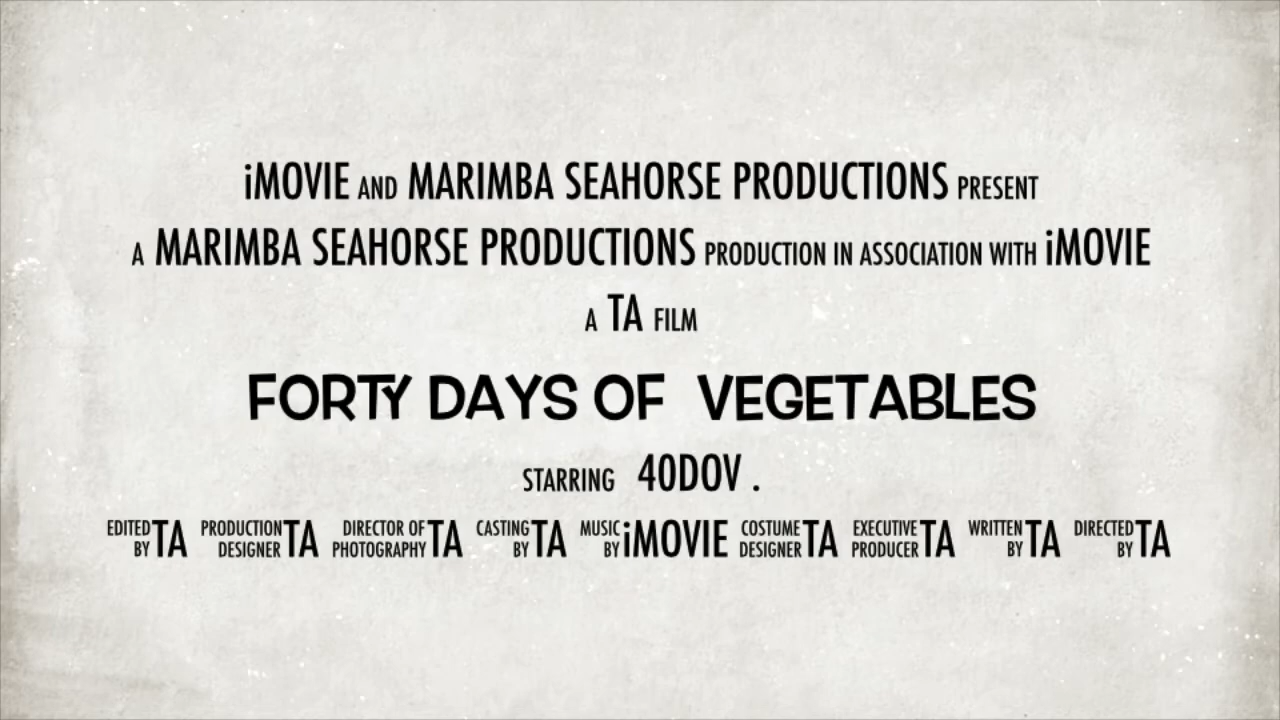 iMOVIE AND MARIMBA SEAHORSE PRODUCTIONS PRESENT
A MARIMBA SEAHORSE PRODUCTIONS PRODUCTION IN ASSOCIATION WITH iMOVIE
A TA FILM
FORTY DAYS OF VEGETABLES
STARRING 40DOV .
EDITED BY TA PRODUCTION DESIGNER TA DIRECTOR OF PHOTOGRAPHY TA CASTING BY TA MUSIC BY iMOVIE COSTUME DESIGNER TA EXECUTIVE PRODUCER TA WRITTEN BY TA DIRECTED BY TA